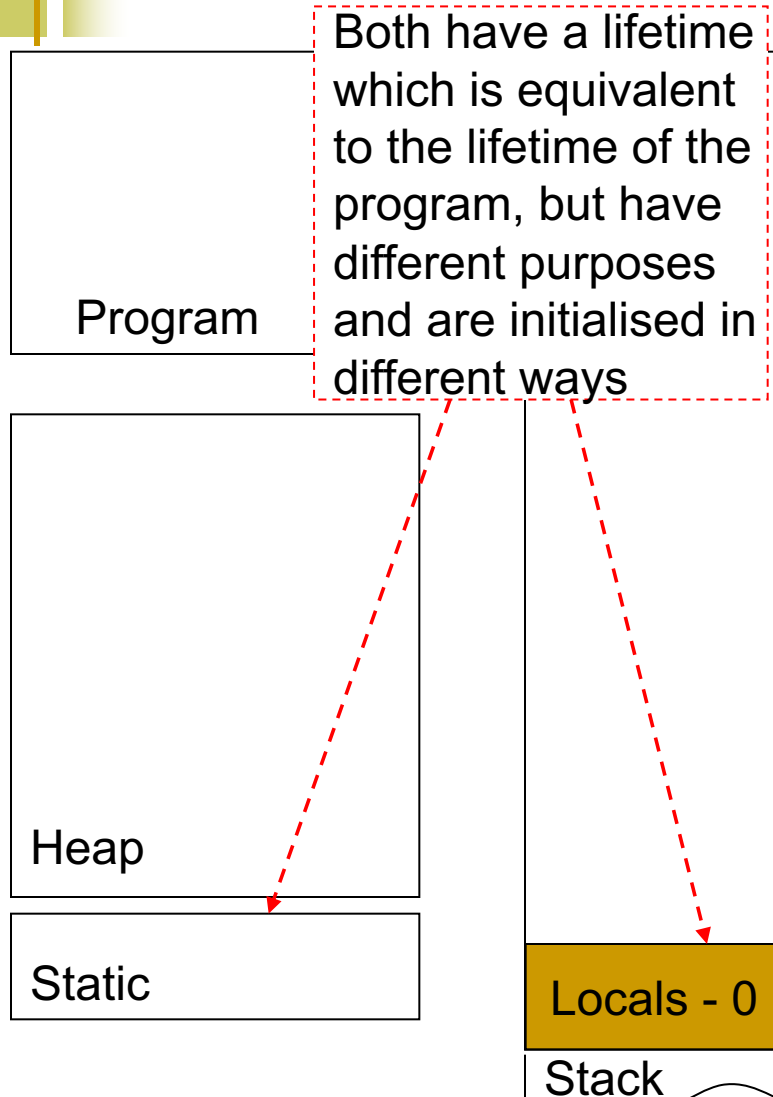 Both have a lifetime
which is equivalent
to the lifetime of the
program, but have
different purposes
and are initialised in
different ways
Program
Heap
Static
Locals - 0
Stack